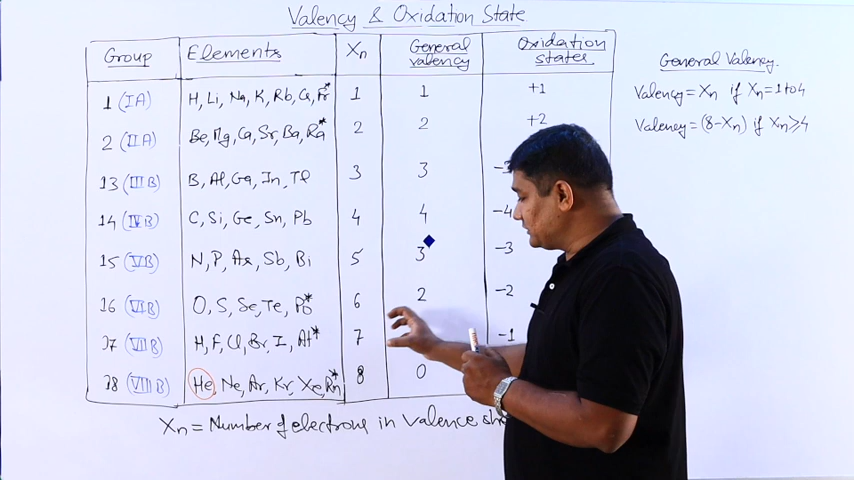 Valency & Oxidation State
Group Elements Xn General valency Oxidation states
1 (IA) H, Li, Na, K, Rb, Cs, Fr* 1 1 +1
2 (IIA) Be, Mg, Ca, Sr, Ba, Ra* 2 2 +2
13 (IIIB) B, Al, Ga, In, Tl 3 3
14 (IVB) C, Si, Ge, Sn, Pb 4 4 -4
15 (VB) N, P, As, Sb, Bi 5 3 -3
16 (VIB) O, S, Se, Te, Po* 6 2 -2
17 (VIIB) H, F, Cl, Br, I, At* 7 -1
18 (VIIIB) He, Ne, Ar, Kr, Xe, Rn* 8 0
Xn = Number of electrons in valence
General Valency.
Valency = Xn if Xn = 1 to 4
Valency = (8-Xn) if Xn ≥ 4